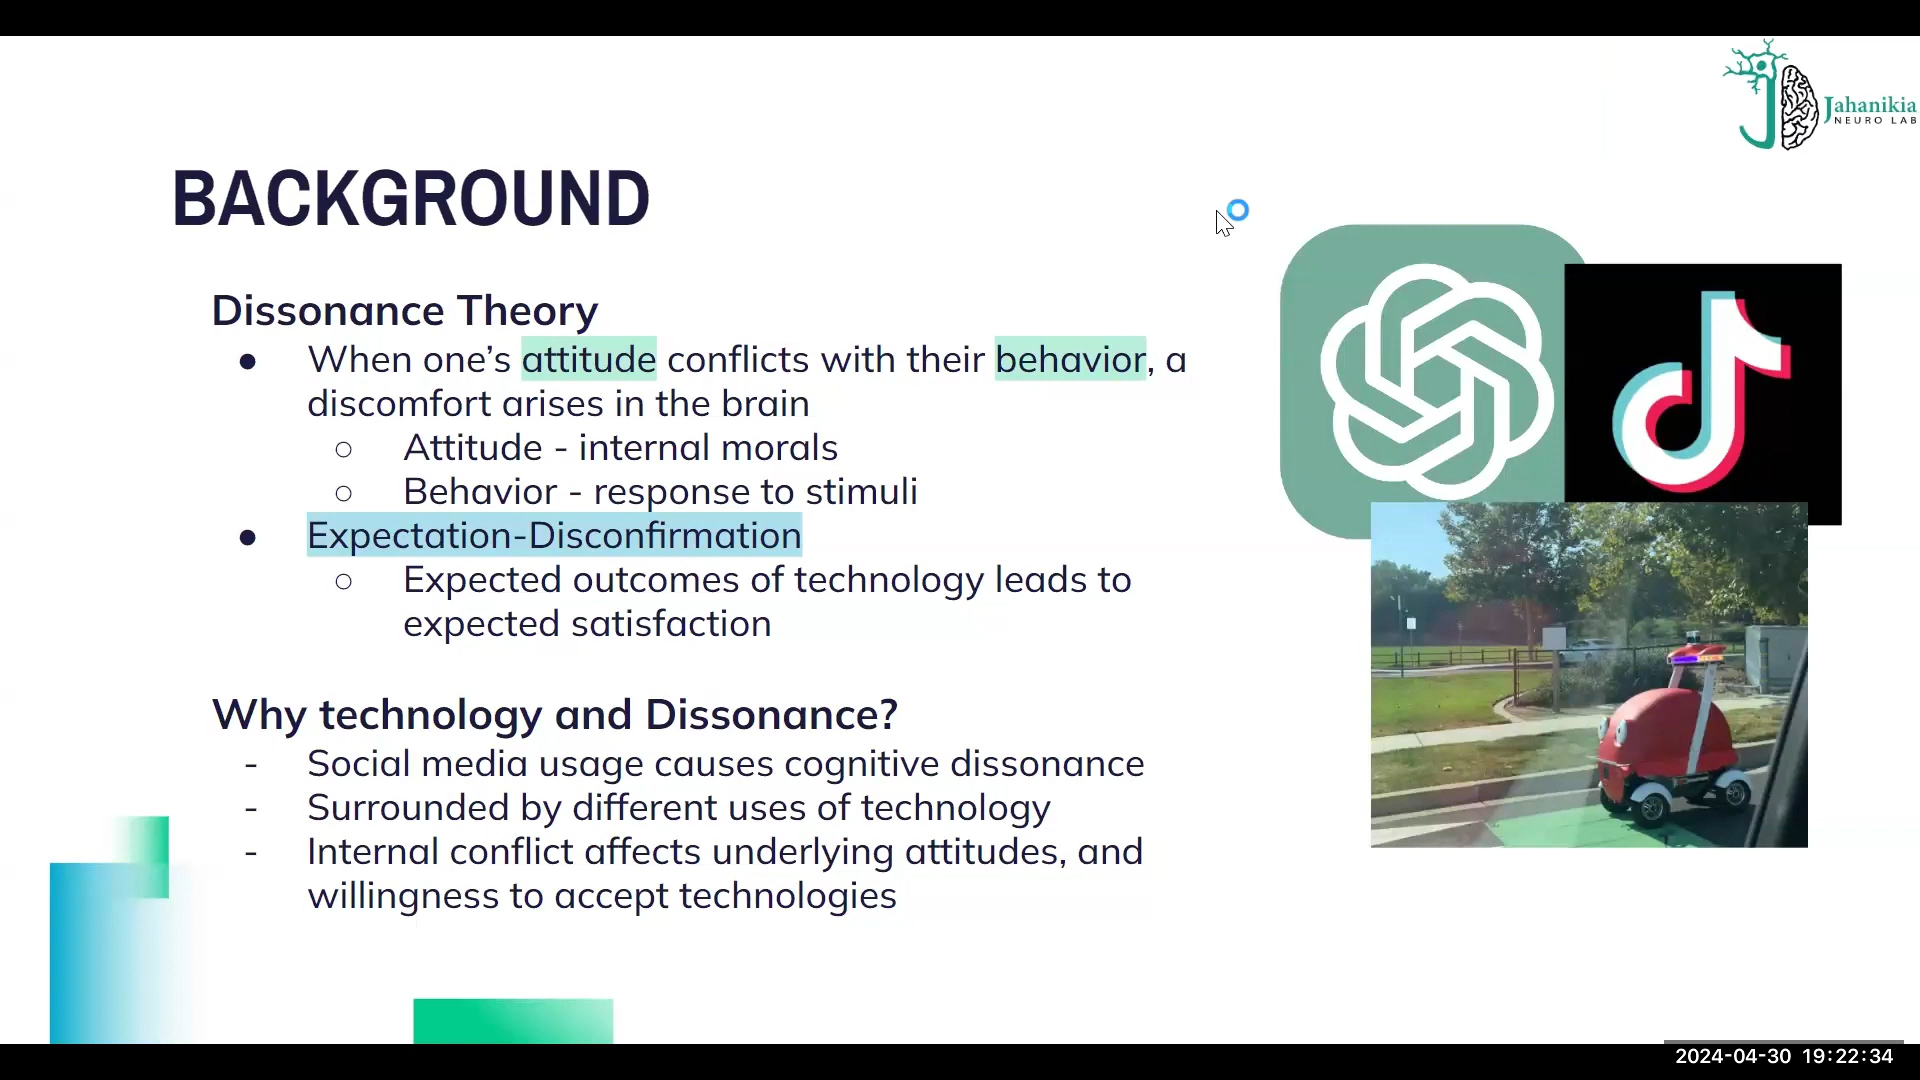 Jahanikia
NEURO LAB
BACKGROUND
Dissonance Theory
● When one’s attitude conflicts with their behavior, a
discomfort arises in the brain
○ Attitude - internal morals
○ Behavior - response to stimuli
● Expectation-Disconfirmation
○ Expected outcomes of technology leads to
expected satisfaction
Why technology and Dissonance?
- Social media usage causes cognitive dissonance
- Surrounded by different uses of technology
- Internal conflict affects underlying attitudes, and
willingness to accept technologies
2024-04-30 19:22:34